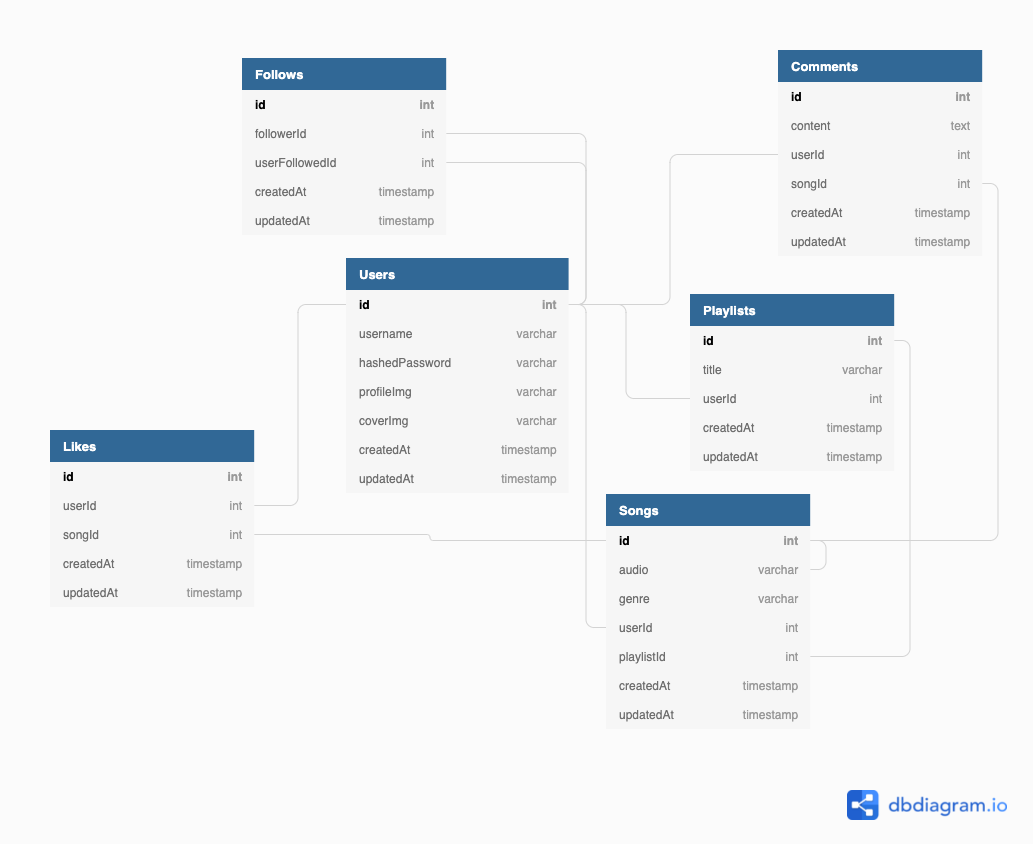 Follows
id int
followerId int
userFollowedId int
createdAt timestamp
updatedAt timestamp
Comments
id int
content text
userId int
songId int
createdAt timestamp
updatedAt timestamp
Users
id int
username varchar
hashedPassword varchar
profileImg varchar
coverImg varchar
createdAt timestamp
updatedAt timestamp
Playlists
id int
title varchar
userId int
createdAt timestamp
updatedAt timestamp
Likes
id int
userId int
songId int
createdAt timestamp
updatedAt timestamp
Songs
id int
audio varchar
genre varchar
userId int
playlistId int
createdAt timestamp
updatedAt timestamp
dbdiagram.io